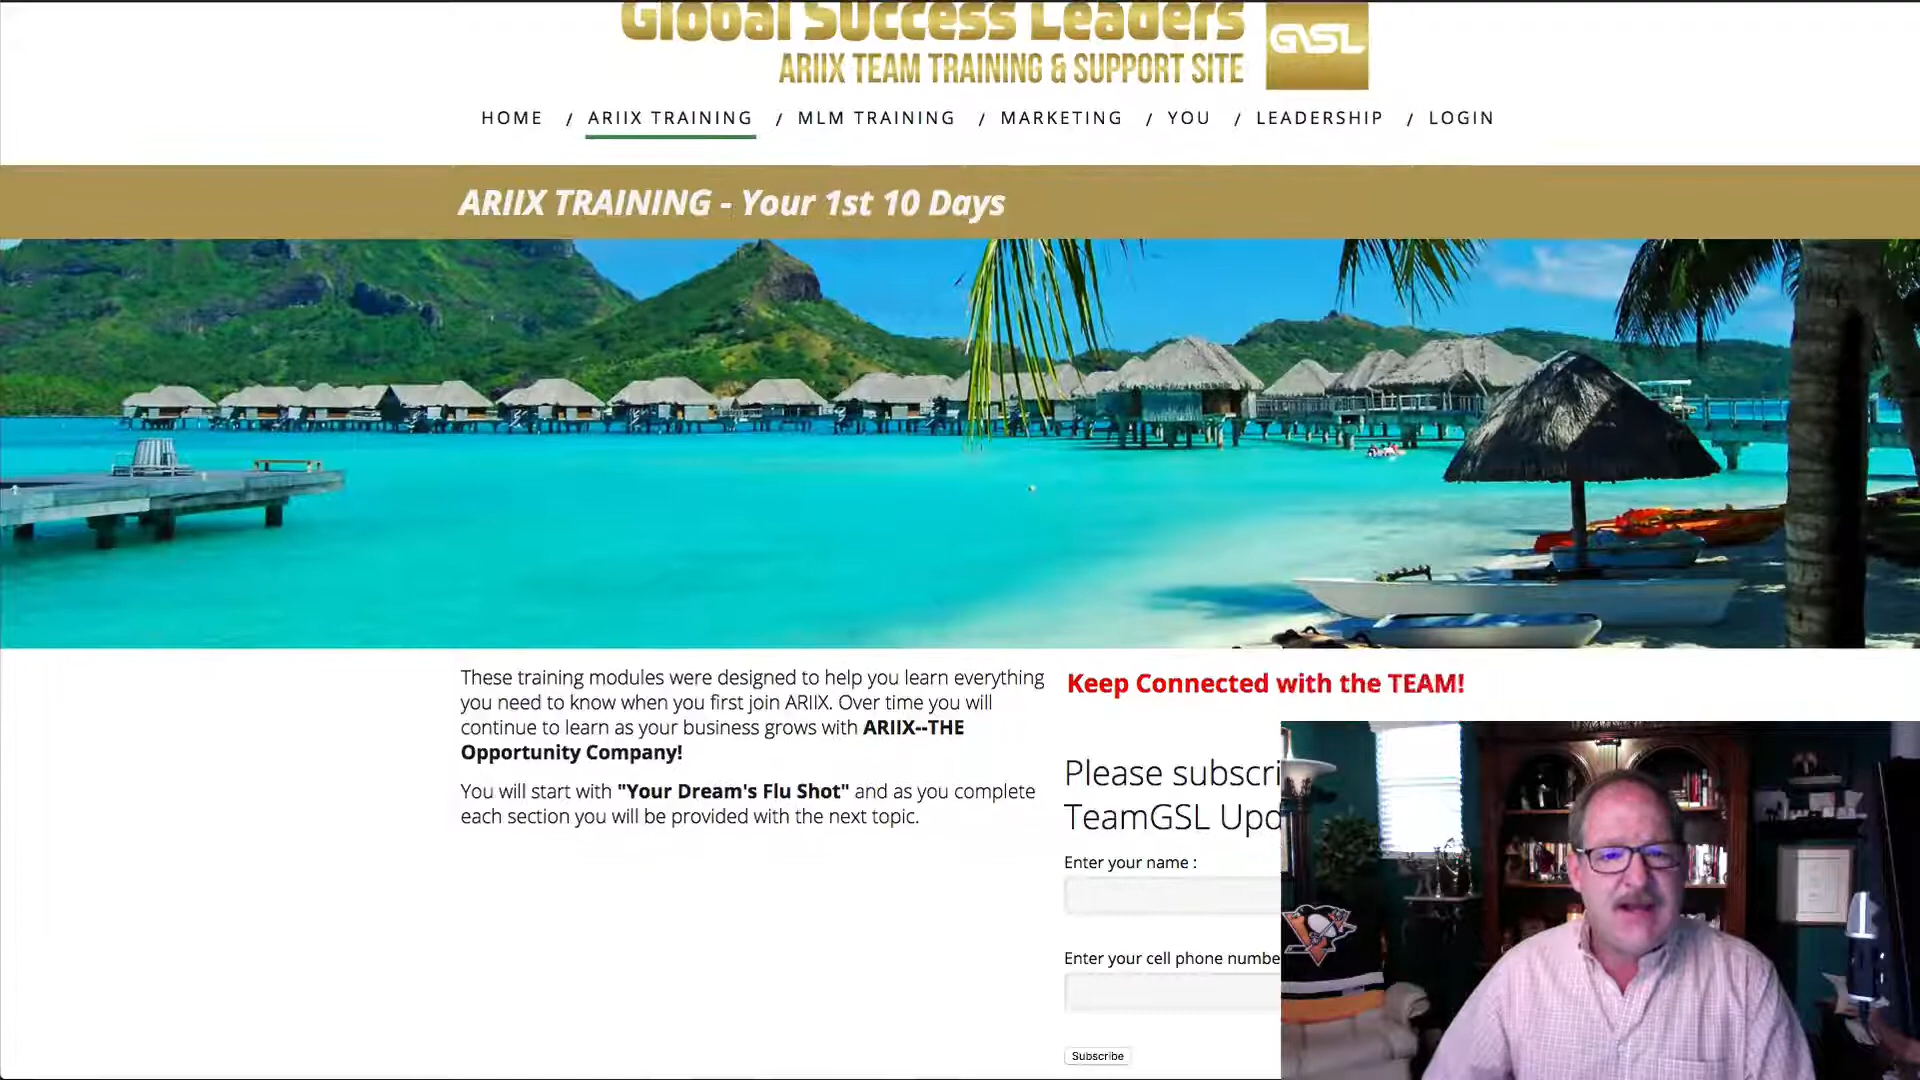 Global Success Leaders
GSL
ARIIX TEAM TRAINING & SUPPORT SITE
HOME / ARIIX TRAINING / MLM TRAINING / MARKETING / YOU / LEADERSHIP / LOGIN
ARIIX TRAINING - Your 1st 10 Days
These training modules were designed to help you learn everything
you need to know when you first join ARIIX. Over time you will
continue to learn as your business grows with ARIIX--THE
Opportunity Company!
You will start with "Your Dream's Flu Shot" and as you complete
each section you will be provided with the next topic.
Keep Connected with the TEAM!
Please subscri
TeamGSL Upd
Enter your name :
Enter your cell phone numbe
Subscribe